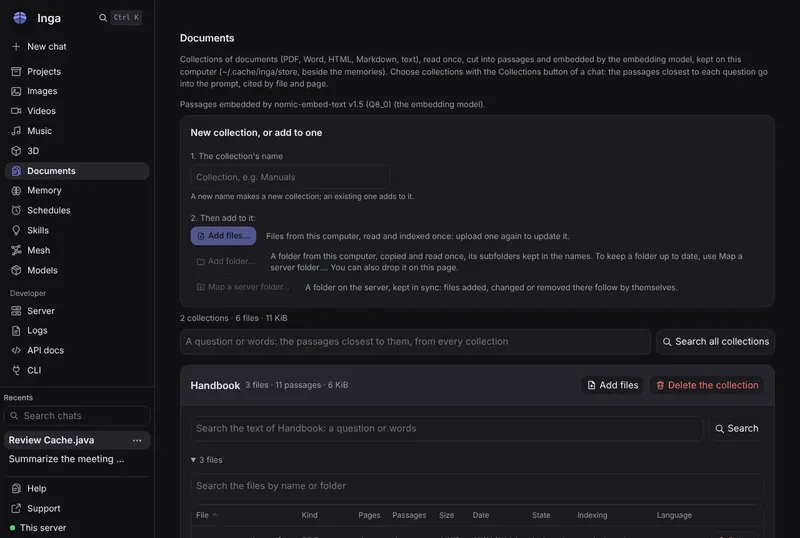 Inga
Ctrl K
New chat
Projects
Images
Videos
Music
3D
Documents
Memory
Schedules
Skills
Mesh
Models
Developer
Server
Logs
API docs
CLI
Recents
Search chats
Review Cache.java
Summarize the meeting ...
Help
Support
This server
Documents
Collections of documents (PDF, Word, HTML, Markdown, text), read once, cut into passages and embedded by the embedding model, kept on this
computer (~/.cache/inga/store, beside the memories). Choose collections with the Collections button of a chat: the passages closest to each question go
into the prompt, cited by file and page.
Passages embedded by nomic-embed-text v1.5 (Q8_0) (the embedding model).
New collection, or add to one
1. The collection's name
Collection, e.g. Manuals
A new name makes a new collection; an existing one adds to it.
2. Then add to it:
Add files... Files from this computer, read and indexed once: upload one again to update it.
Add folder... A folder from this computer, copied and read once, its subfolders kept in the names. To keep a folder up to date, use Map a
server folder.... You can also drop it on this page.
Map a server folder... A folder on the server, kept in sync: files added, changed or removed there follow by themselves.
2 collections · 6 files · 11 KiB
A question or words: the passages closest to them, from every collection Search all collections
Handbook 3 files · 11 passages · 6 KiB Add files Delete the collection
Search the text of Handbook: a question or words Search
▼ 3 files
Search the files by name or folder
File Kind Pages Passages Size Date State Indexing Language